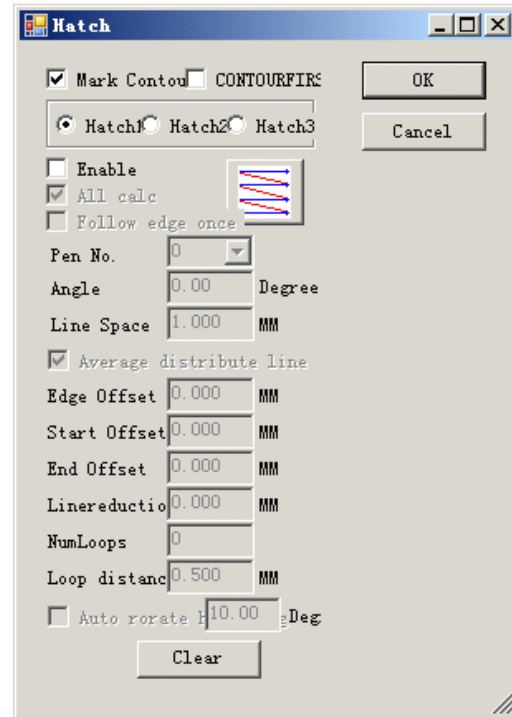 Hatch
Mark Contou CONTOURFIRS OK
Hatch1 Hatch2 Hatch3 Cancel
Enable
All calc
Follow edge once
Pen No. 0
Angle 0.00 Degree
Line Space 1.000 MM
Average distribute line
Edge Offset 0.000 MM
Start Offset 0.000 MM
End Offset 0.000 MM
Linereductio 0.000 MM
NumLoops 0
Loop distanc 0.500 MM
Auto rorate 10.00 Deg
Clear